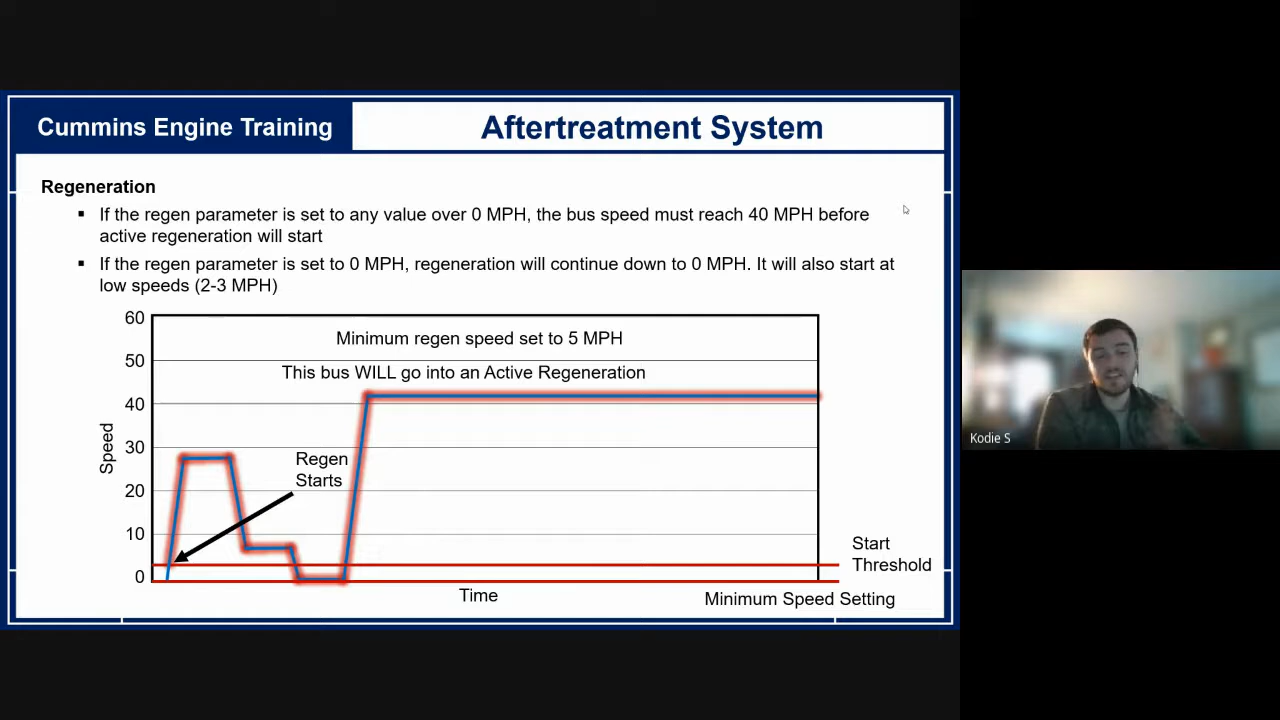 Cummins Engine Training
Aftertreatment System
Regeneration
▪ If the regen parameter is set to any value over 0 MPH, the bus speed must reach 40 MPH before
active regeneration will start
▪ If the regen parameter is set to 0 MPH, regeneration will continue down to 0 MPH. It will also start at
low speeds (2-3 MPH)
Minimum regen speed set to 5 MPH
This bus WILL go into an Active Regeneration
60
50
40
30
20
10
0
Speed
Regen
Starts
Start
Threshold
Time
Minimum Speed Setting
Kodie S